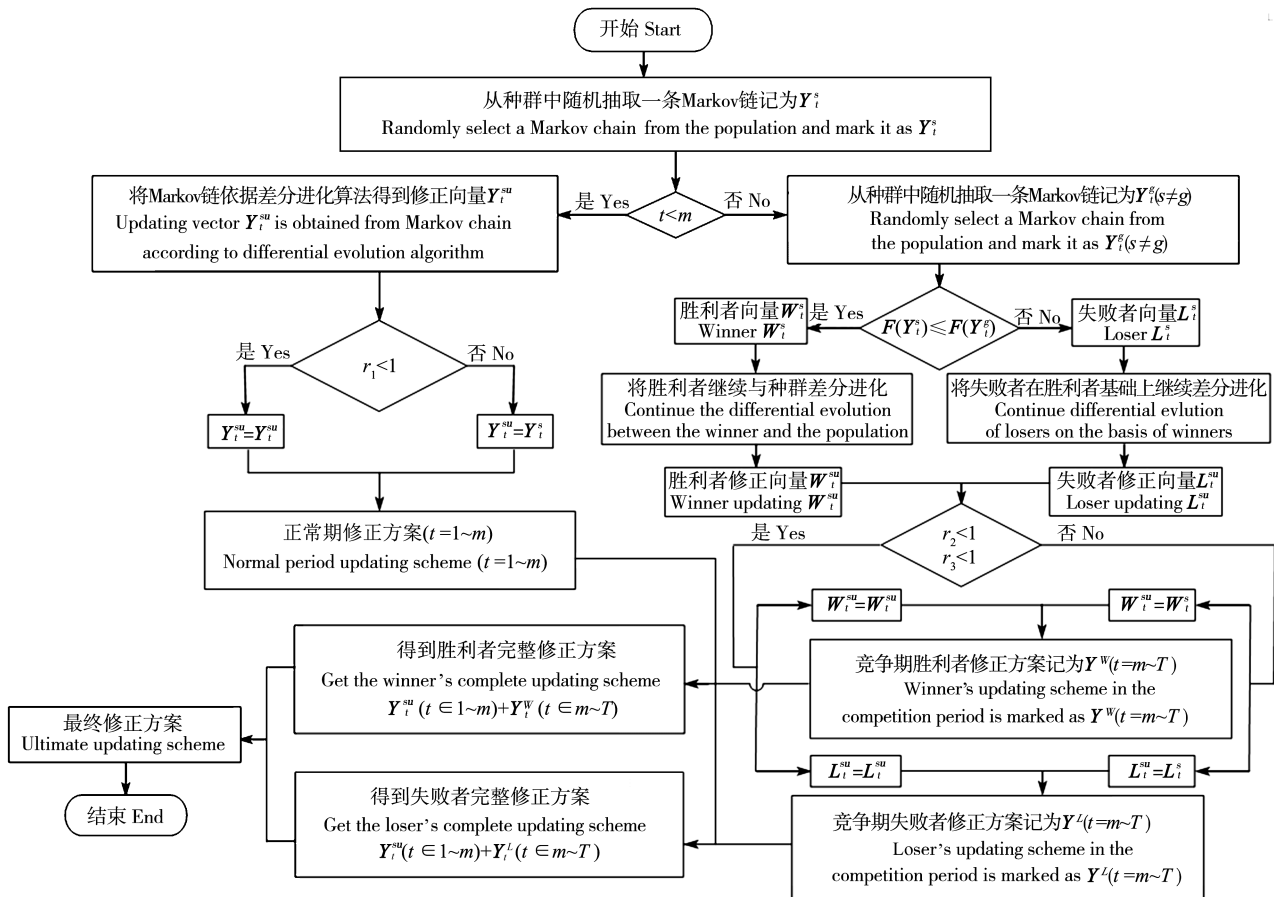 开始 Start
从种群中随机抽取一条Markov链记为Y_t^s
Randomly select a Markov chain from the population and mark it as Y_t^s
将Markov链依据差分进化算法得到修正向量Y_t^su
Updating vector Y_t^su is obtained from Markov chain
according to differential evolution algorithm
是 Yes
t<m
否 No
从种群中随机抽取一条Markov链记为Y_t^g(s≠g)
Randomly select a Markov chain from
the population and mark it as Y_t^g(s≠g)
胜利者向量W_t^s
Winner W_t^s
是 Yes
F(Y_t^s)≤F(Y_t^g)
否 No
失败者向量L_t^s
Loser L_t^s
是 Yes
r_1<1
否 No
Y_t^su=Y_t^su
Y_t^su=Y_t^s
将胜利者继续与种群差分进化
Continue the differential evolution
between the winner and the population
将失败者在胜利者基础上继续差分进化
Continue differential evlution
of losers on the basis of winners
胜利者修正向量W_t^su
Winner updating W_t^su
失败者修正向量L_t^su
Loser updating L_t^su
正常期修正方案(t=1~m)
Normal period updating scheme (t=1~m)
是 Yes
r_2<1
r_3<1
否 No
W_t^su=W_t^su
W_t^su=W_t^s
得到胜利者完整修正方案
Get the winner's complete updating scheme
Y_t^su (t∈1~m)+Y_t^W (t∈m~T)
竞争期胜利者修正方案记为Y^W(t=m~T)
Winner's updating scheme in the
competition period is marked as Y^W(t=m~T)
最终修正方案
Ultimate updating scheme
L_t^su=L_t^su
L_t^su=L_t^s
结束 End
得到失败者完整修正方案
Get the loser's complete updating scheme
Y_t^su(t∈1~m)+Y_t^L(t∈m~T)
竞争期失败者修正方案记为Y^L(t=m~T)
Loser's updating scheme in the
competition period is marked as Y^L(t=m~T)